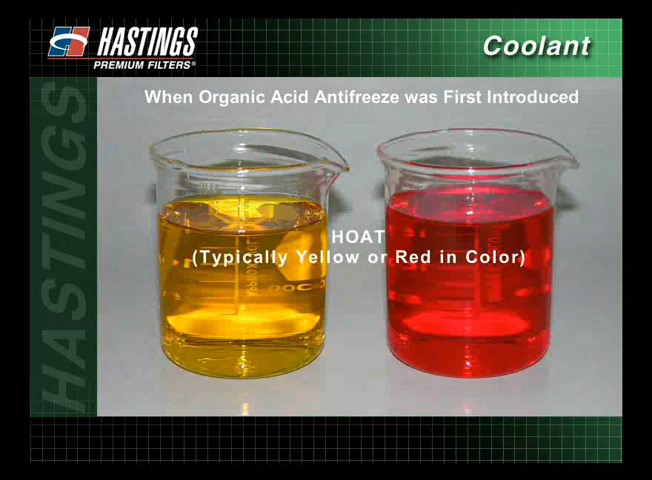 HASTINGS
PREMIUM FILTERS®
Coolant
HASTINGS
When Organic Acid Antifreeze was First Introduced
HOAT
(Typically Yellow or Red in Color)